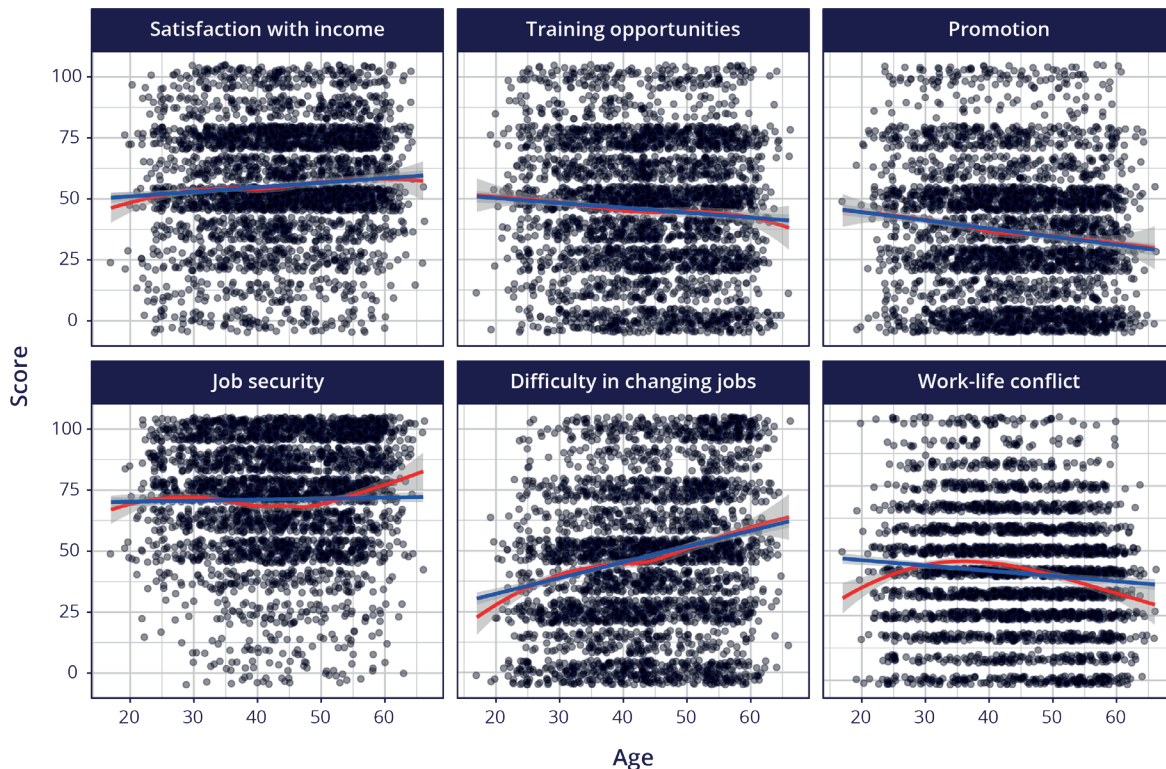 Satisfaction with income
Training opportunities
Promotion
100
75
50
25
0
Score
Job security
Difficulty in changing jobs
Work-life conflict
100
75
50
25
0
20 30 40 50 60
20 30 40 50 60
20 30 40 50 60
Age